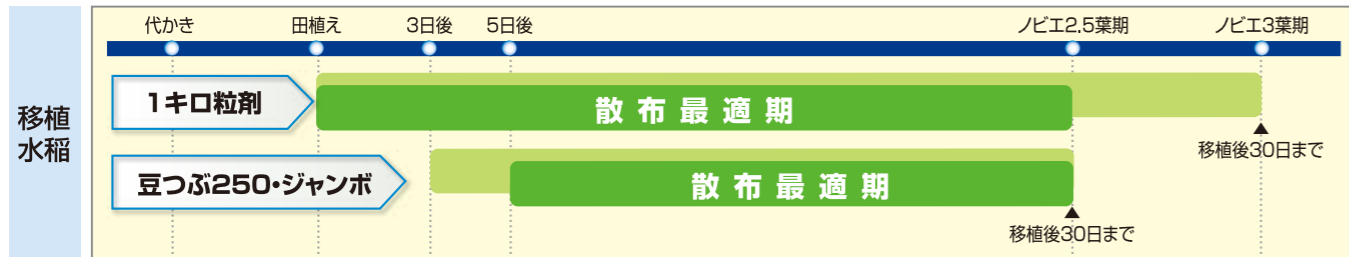 代かき 田植え 3日後 5日後 ノビエ2.5葉期 ノビエ3葉期
移植
水稲
1キロ粒剤
散布最適期
▲
移植後30日まで
豆つぶ250・ジャンボ
散布最適期
▲
移植後30日まで